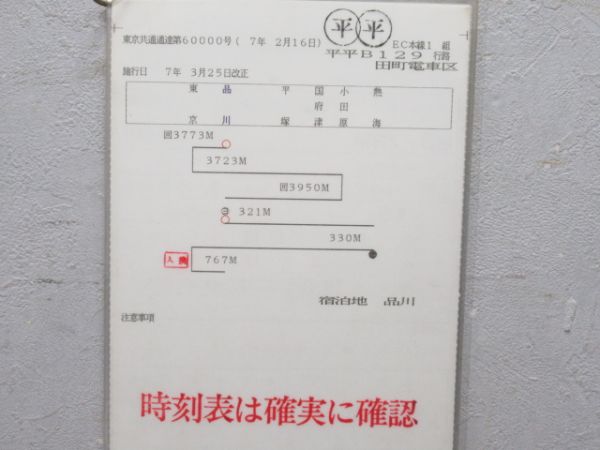 平 平
東京共通通達第60000号( 7年 2月16日) EC本線1 組
平平B129 行路
田町電車区
施行日 7年 3月25日改正
東京 品川 平塚 国府津 小田原 熱海
回3773M
3723M
回3950M
321M
330M
767M
宿泊地 品川
注意事項
時刻表は確実に確認